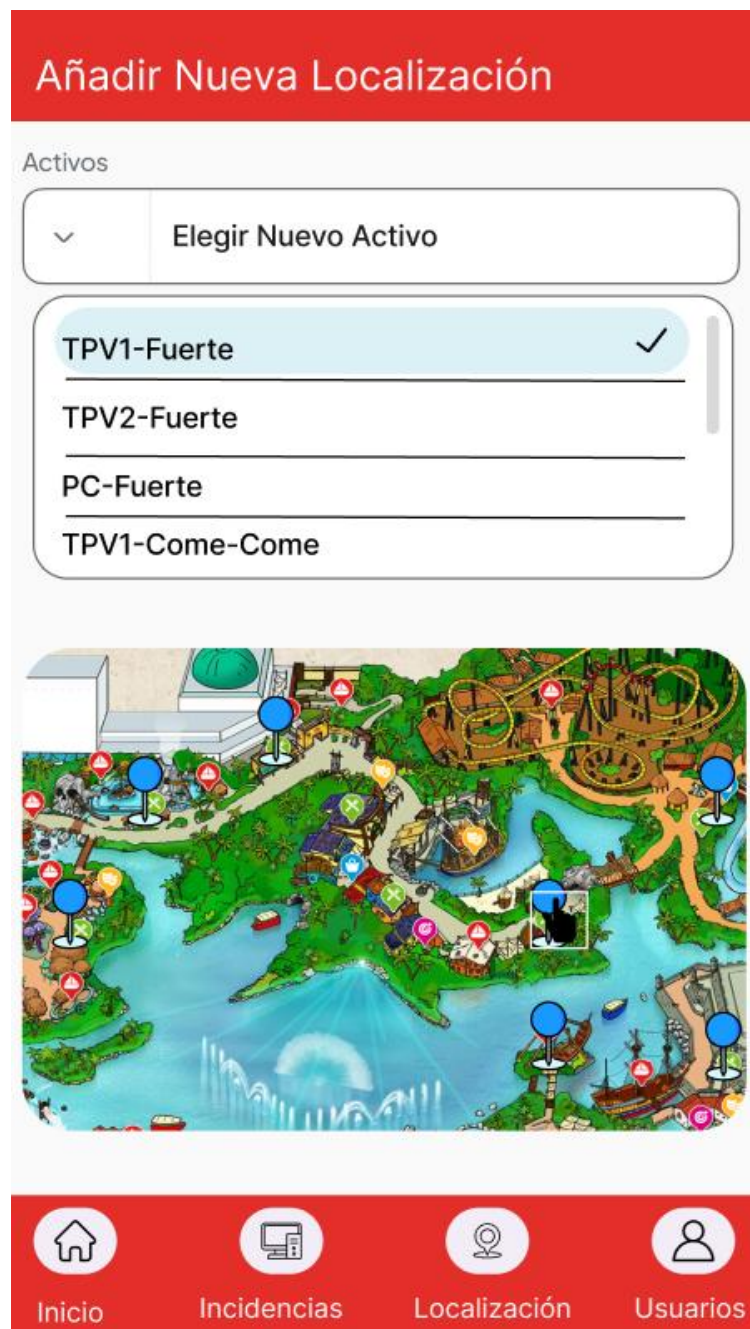 Añadir Nueva Localización
Activos
Elegir Nuevo Activo
TPV1-Fuerte
TPV2-Fuerte
PC-Fuerte
TPV1-Come-Come
Inicio
Incidencias
Localización
Usuarios